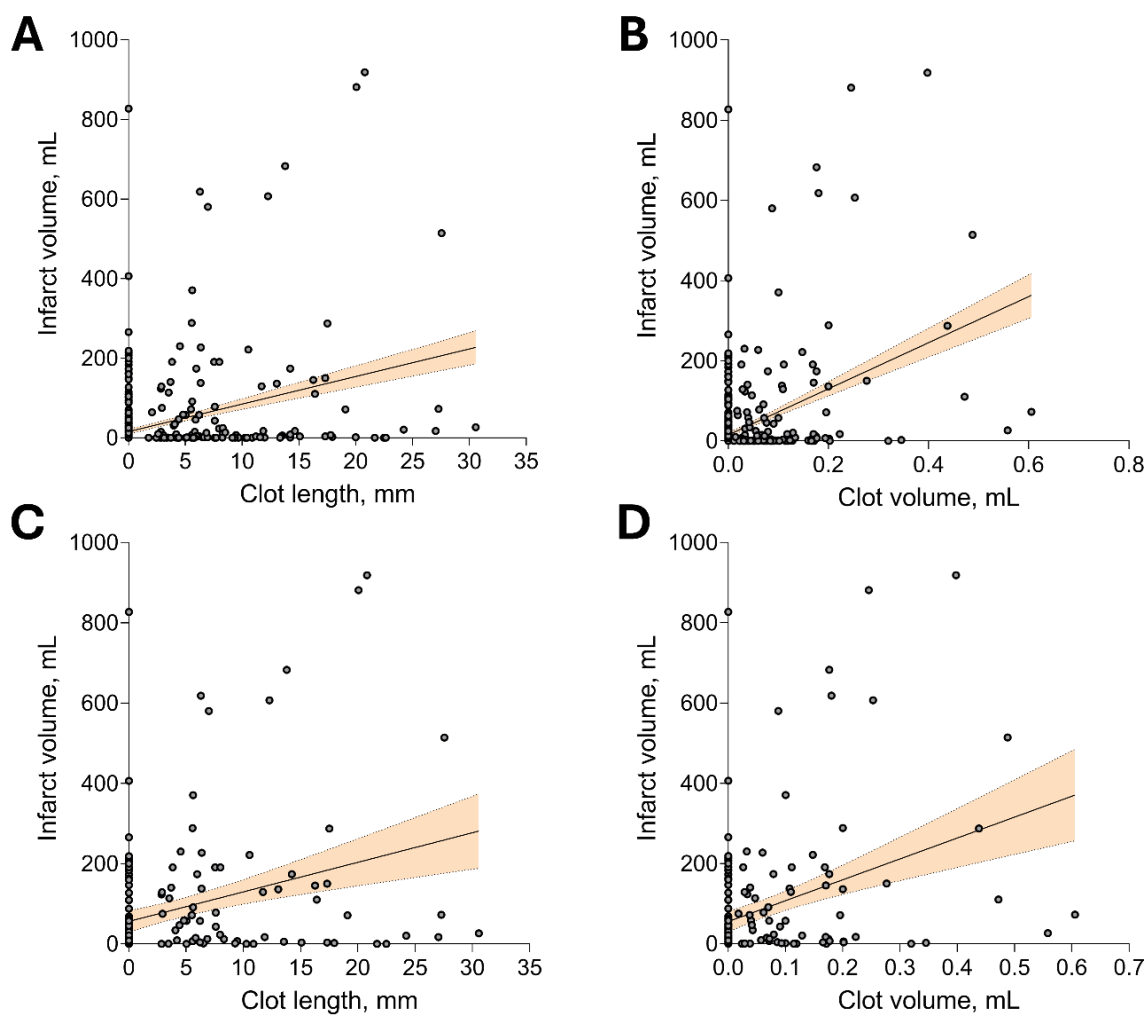 A
1000
800
600
400
200
0
Infarct volume, mL
0 5 10 15 20 25 30 35
Clot length, mm
B
1000
800
600
400
200
0
Infarct volume, mL
0.0 0.2 0.4 0.6 0.8
Clot volume, mL
C
1000
800
600
400
200
0
Infarct volume, mL
0 5 10 15 20 25 30 35
Clot length, mm
D
1000
800
600
400
200
0
Infarct volume, mL
0.0 0.1 0.2 0.3 0.4 0.5 0.6 0.7
Clot volume, mL